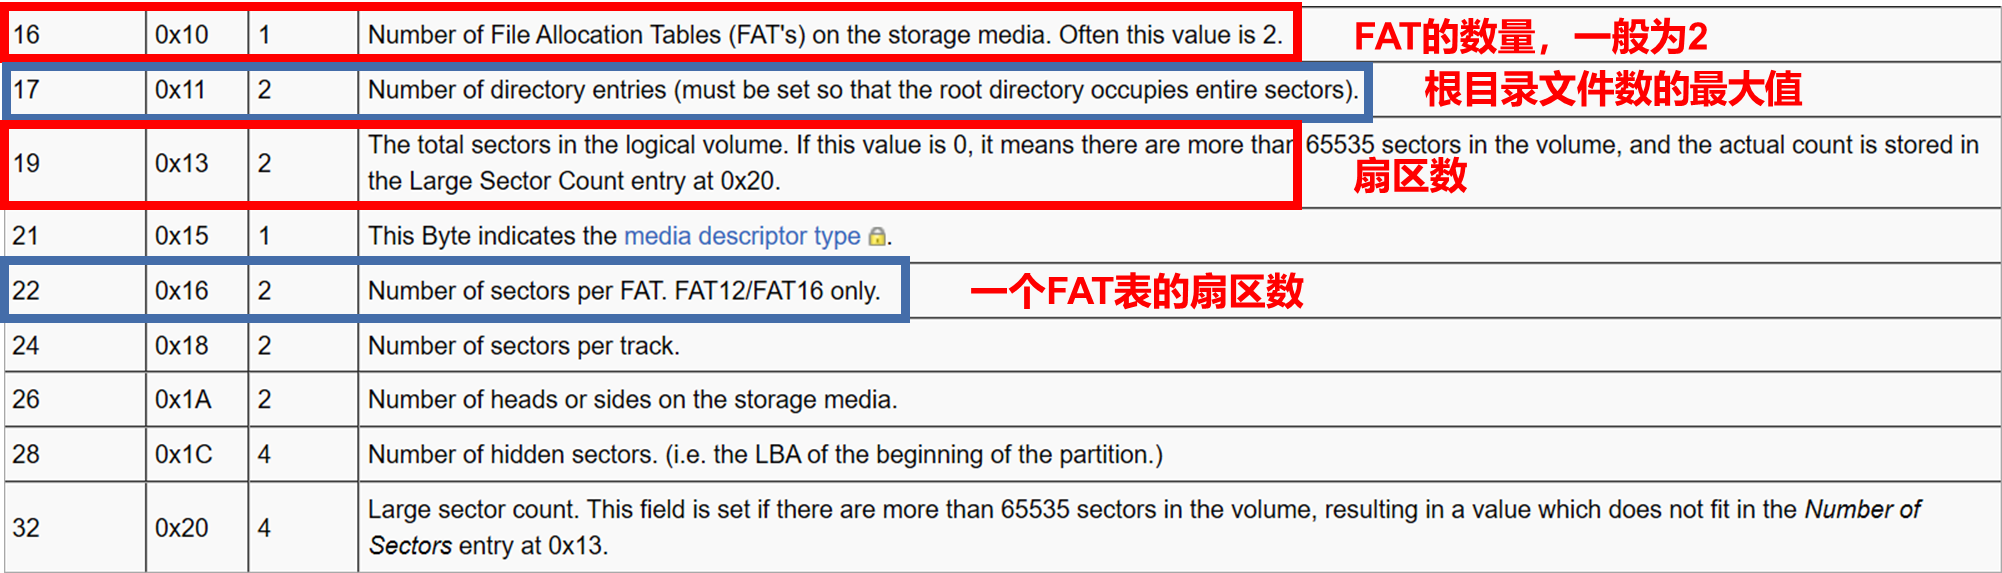 16 0x10 1 Number of File Allocation Tables (FAT's) on the storage media. Often this value is 2. FAT的数量，一般为2
17 0x11 2 Number of directory entries (must be set so that the root directory occupies entire sectors). 根目录文件数的最大值
19 0x13 2 The total sectors in the logical volume. If this value is 0, it means there are more than 65535 sectors in the volume, and the actual count is stored in
the Large Sector Count entry at 0x20. 扇区数
21 0x15 1 This Byte indicates the media descriptor type .
22 0x16 2 Number of sectors per FAT. FAT12/FAT16 only. 一个FAT表的扇区数
24 0x18 2 Number of sectors per track.
26 0x1A 2 Number of heads or sides on the storage media.
28 0x1C 4 Number of hidden sectors. (i.e. the LBA of the beginning of the partition.)
32 0x20 4 Large sector count. This field is set if there are more than 65535 sectors in the volume, resulting in a value which does not fit in the Number of
Sectors entry at 0x13.